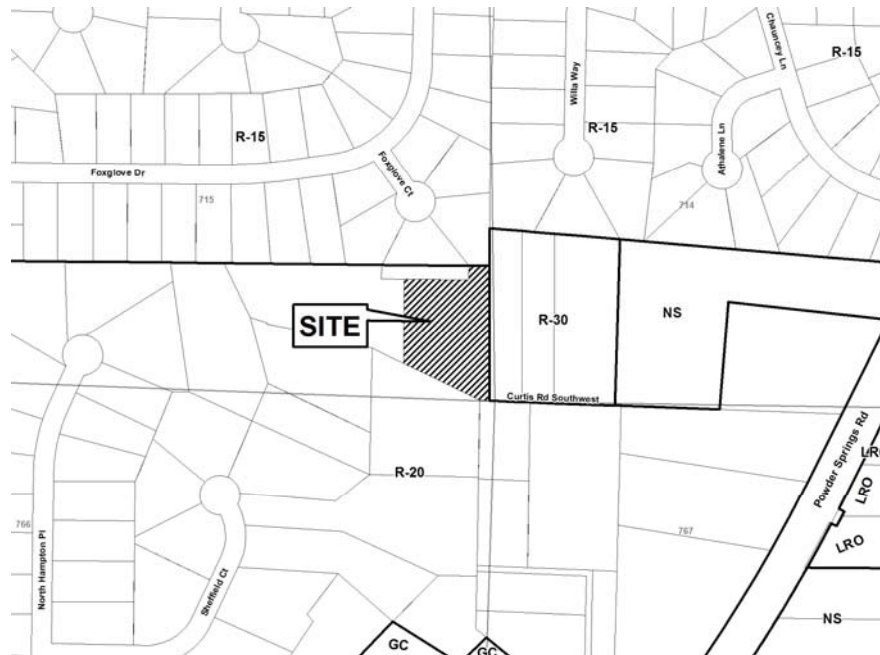 Chauncey Ln
R-15
Willa Way
R-15
R-15
Athalene Ln
Foxglove Dr
Foxglove Ct
715
714
SITE
R-30
NS
Curtis Rd Southwest
Powder Springs Rd
LRO
R-20
LRO
766
767
LRO
North Hampton Pl
Sheffield Ct
NS
GC
GC